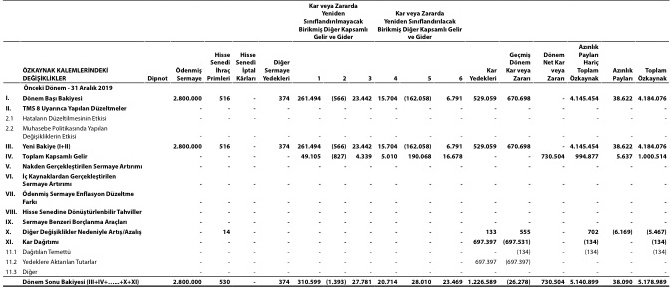 Kar veya Zararda Yeniden Sınıflandırılmayacak Birikmiş Diğer Kapsamlı Gelir ve Gider
Kar veya Zararda Yeniden Sınıflandırılacak Birikmiş Diğer Kapsamlı Gelir ve Gider
ÖZKAYNAK KALEMLERİNDEKİ DEĞİŞİKLİKLER Dipnot Ödenmiş Sermaye Hisse Senedi İhraç Primleri Hisse Senedi İptal Kârları Diğer Sermaye Yedekleri 1 2 3 4 5 6 Kar Yedekleri Geçmiş Dönem Kar veya Zararı Dönem Net Kar veya Zararı Azınlık Payları Hariç Toplam Özkaynak Azınlık Payları Toplam Özkaynak
Önceki Dönem - 31 Aralık 2019
I. Dönem Başı Bakiyesi 2.800.000 516 - 374 261.494 (566) 23.442 15.704 (162.058) 6.791 529.059 670.698 - 4.145.454 38.622 4.184.076
II. TMS 8 Uyarınca Yapılan Düzeltmeler - - - - - - - - - - - - - - - -
2.1 Hataların Düzeltilmesinin Etkisi - - - - - - - - - - - - - - - -
2.2 Muhasebe Politikasında Yapılan Değişikliklerin Etkisi - - - - - - - - - - - - - - - -
III. Yeni Bakiye (I+II) 2.800.000 516 - 374 261.494 (566) 23.442 15.704 (162.058) 6.791 529.059 670.698 - 4.145.454 38.622 4.184.076
IV. Toplam Kapsamlı Gelir - - - - 49.105 (827) 4.339 5.010 190.068 16.678 - - 730.504 994.877 5.637 1.000.514
V. Nakden Gerçekleştirilen Sermaye Artırımı - - - - - - - - - - - - - - - -
VI. İç Kaynaklardan Gerçekleştirilen Sermaye Artırımı - - - - - - - - - - - - - - - -
VII. Ödenmiş Sermaye Enflasyon Düzeltme Farkı - - - - - - - - - - - - - - - -
VIII. Hisse Senedine Dönüştürülenbilir Tahviller - - - - - - - - - - - - - - - -
IX. Sermaye Benzeri Borçlanma Araçları - - - - - - - - - - - - - - - -
X. Diğer Değişiklikler Nedeniyle Artış/Azalış - 14 - - - - - - - - 133 555 - 702 (6.169) (5.467)
XI. Kar Dağıtımı - - - - - - - - - - 697.397 (697.531) - (134) - (134)
11.1 Dağıtılan Temettü - - - - - - - - - - - (134) - (134) - (134)
11.2 Yedeklere Aktarılan Tutarlar - - - - - - - - - - 697.397 (697.397) - - - -
11.3 Diğer - - - - - - - - - - - - - - - -
Dönem Sonu Bakiyesi (III+IV+......+X+XI) 2.800.000 530 - 374 310.599 (1.393) 27.781 20.714 28.010 23.469 1.226.589 (26.278) 730.504 5.140.899 38.090 5.178.989